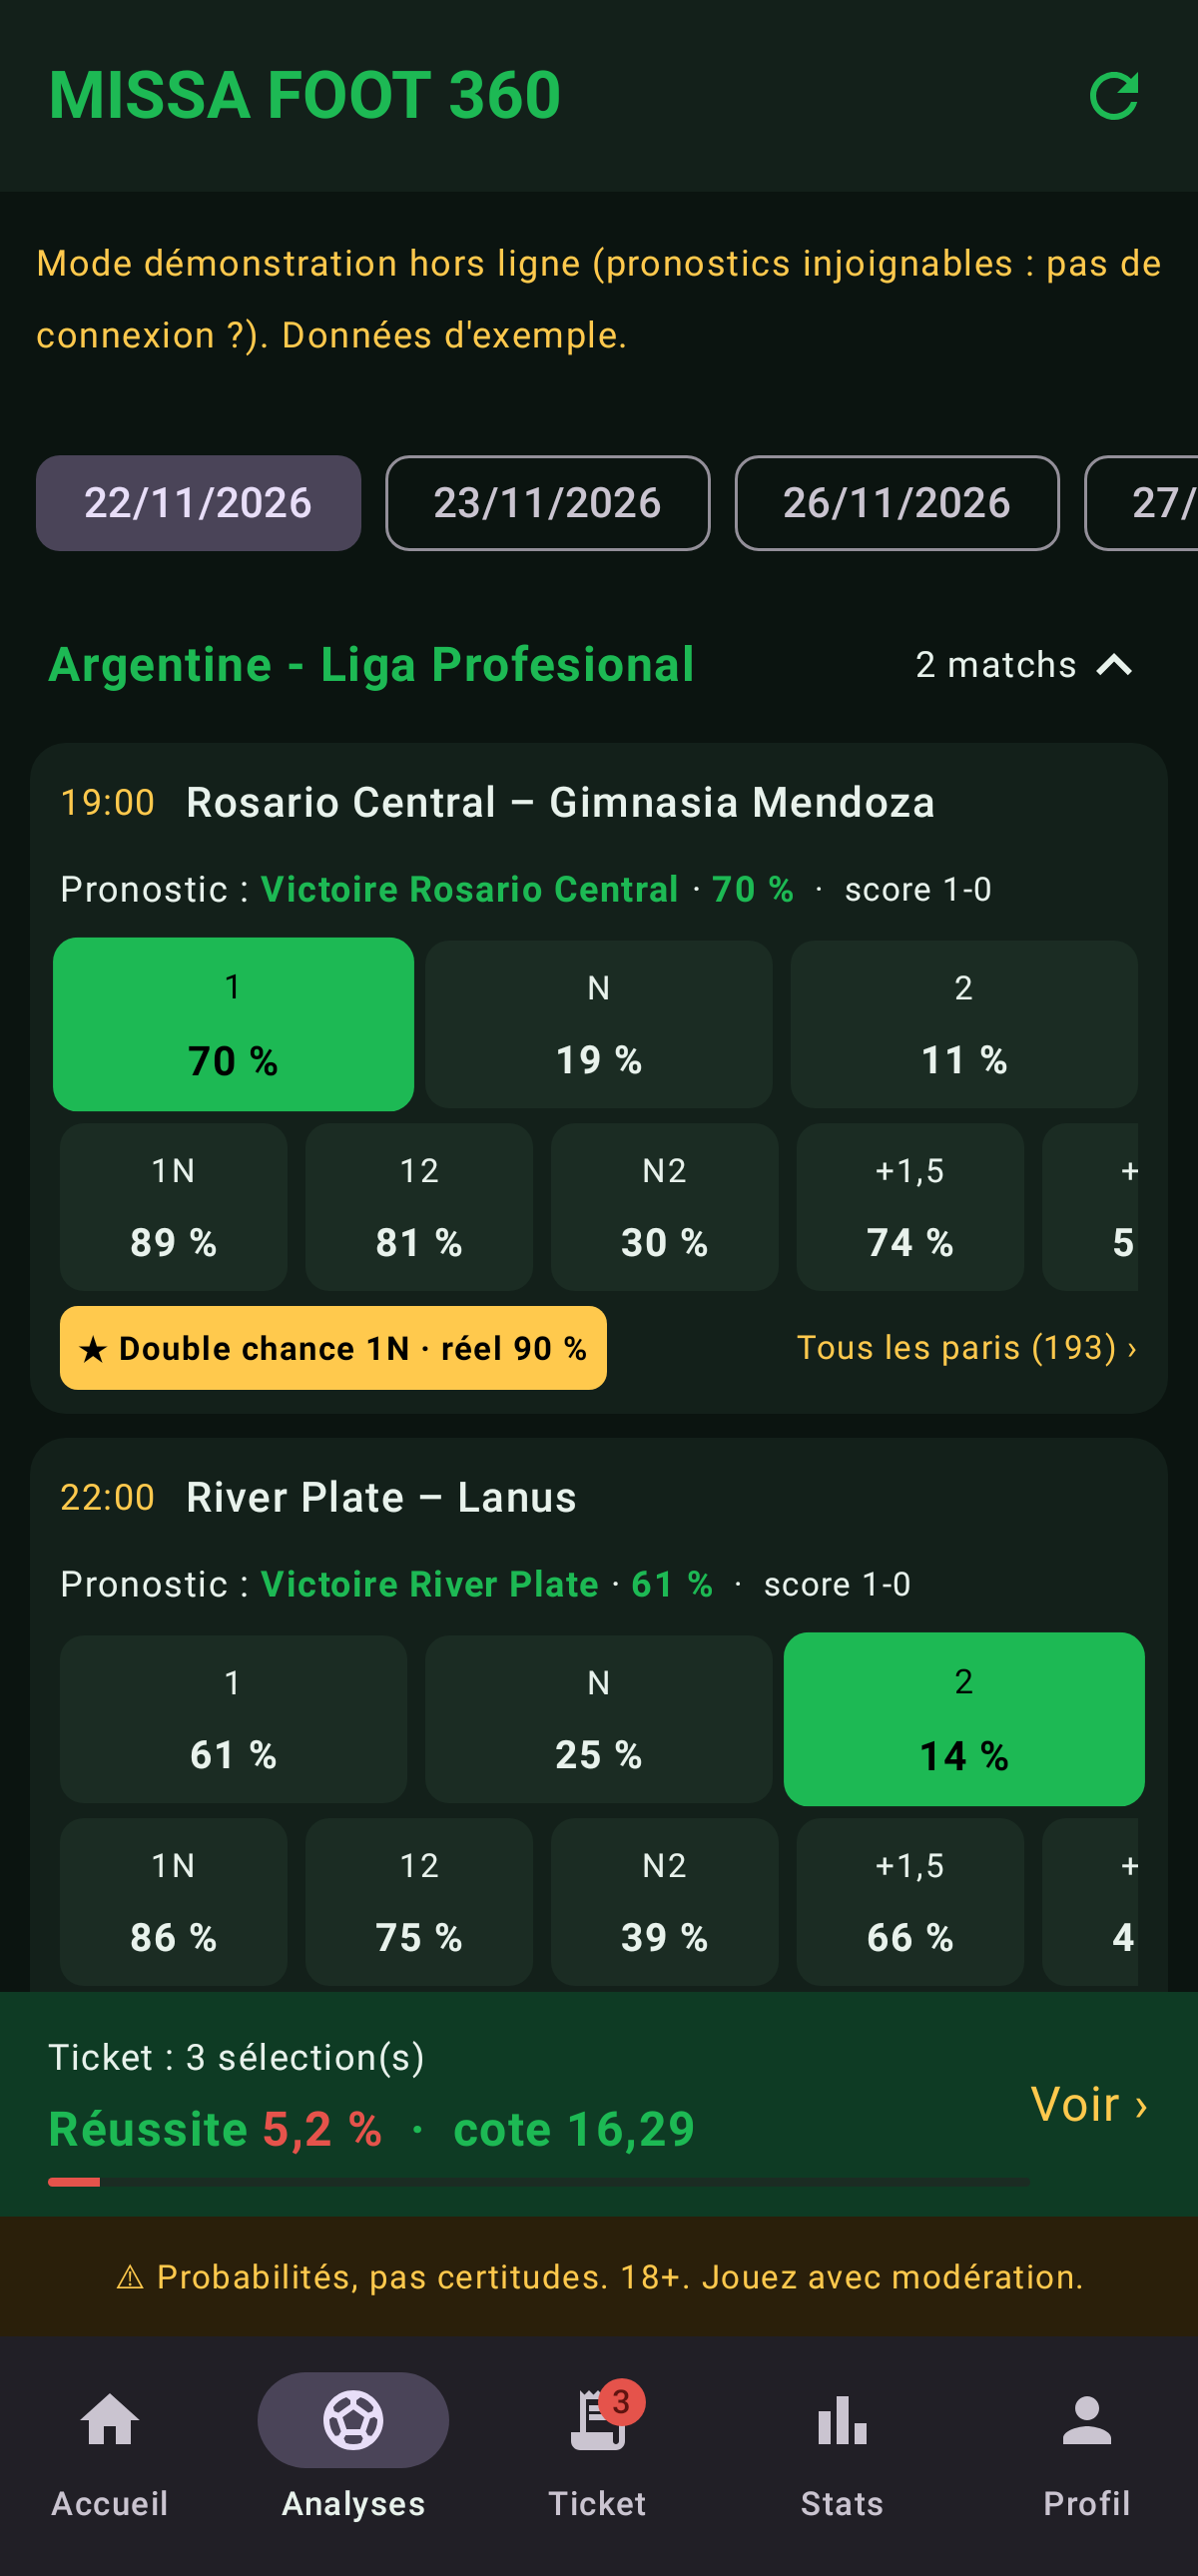 MISSA FOOT 360
Mode démonstration hors ligne (pronostics injoignables : pas de
connexion ?). Données d'exemple.
22/11/2026 23/11/2026 26/11/2026 27/
Argentine - Liga Profesional 2 matchs
19:00 Rosario Central – Gimnasia Mendoza
Pronostic : Victoire Rosario Central · 70 % · score 1-0
1 N 2
70 % 19 % 11 %
1N 12 N2 +1,5 +
89 % 81 % 30 % 74 % 5
★ Double chance 1N · réel 90 % Tous les paris (193) ›
22:00 River Plate – Lanus
Pronostic : Victoire River Plate · 61 % · score 1-0
1 N 2
61 % 25 % 14 %
1N 12 N2 +1,5 +
86 % 75 % 39 % 66 % 4
Ticket : 3 sélection(s)
Réussite 5,2 % · cote 16,29
Voir ›
⚠ Probabilités, pas certitudes. 18+. Jouez avec modération.
3
Accueil Analyses Ticket Stats Profil